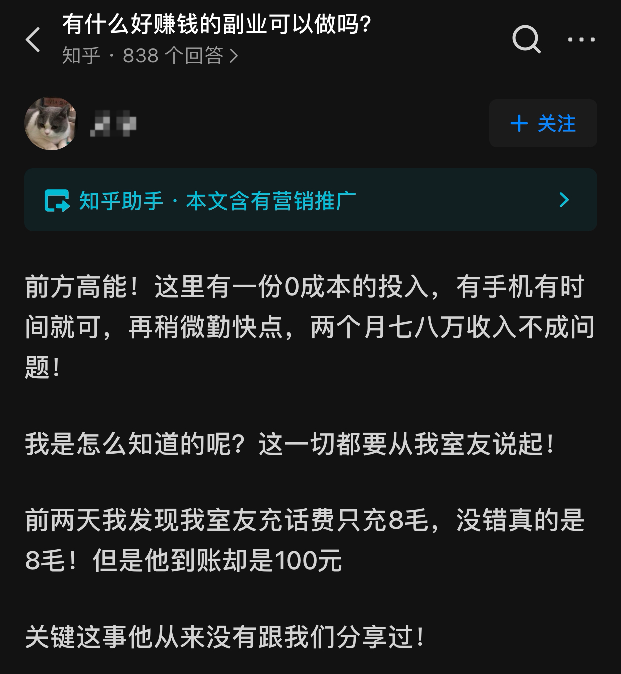 有什么好赚钱的副业可以做吗?
知乎 · 838 个回答 >
+ 关注
知乎助手 · 本文含有营销推广
前方高能！这里有一份0成本的投入，有手机有时
间就可，再稍微勤快点，两个月七八万收入不成问
题！
我是怎么知道的呢？这一切都要从我室友说起！
前两天我发现我室友充话费只充8毛，没错真的是
8毛！但是他到账却是100元
关键这事他从来没有跟我们分享过！